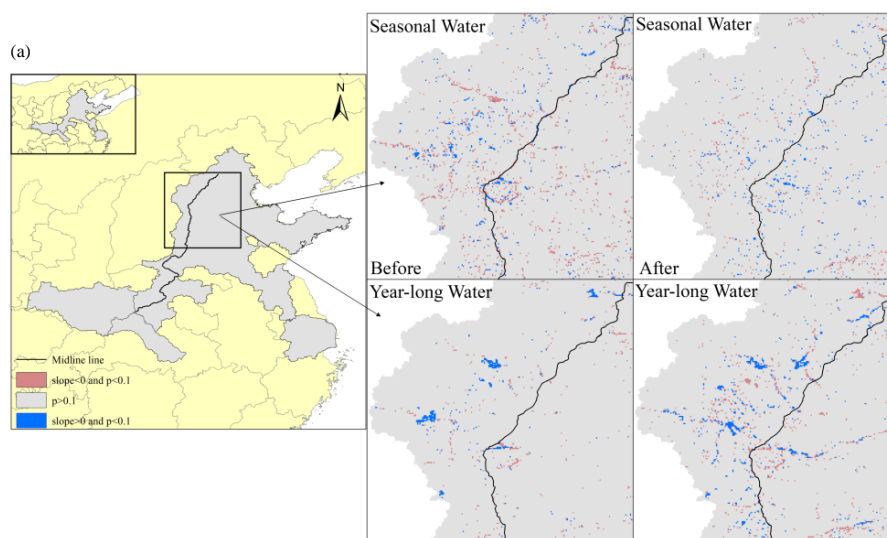 (a)
N
Midline line
slope<0 and p<0.1
p>0.1
slope>0 and p<0.1
Seasonal Water
Before
Seasonal Water
After
Year-long Water
Year-long Water